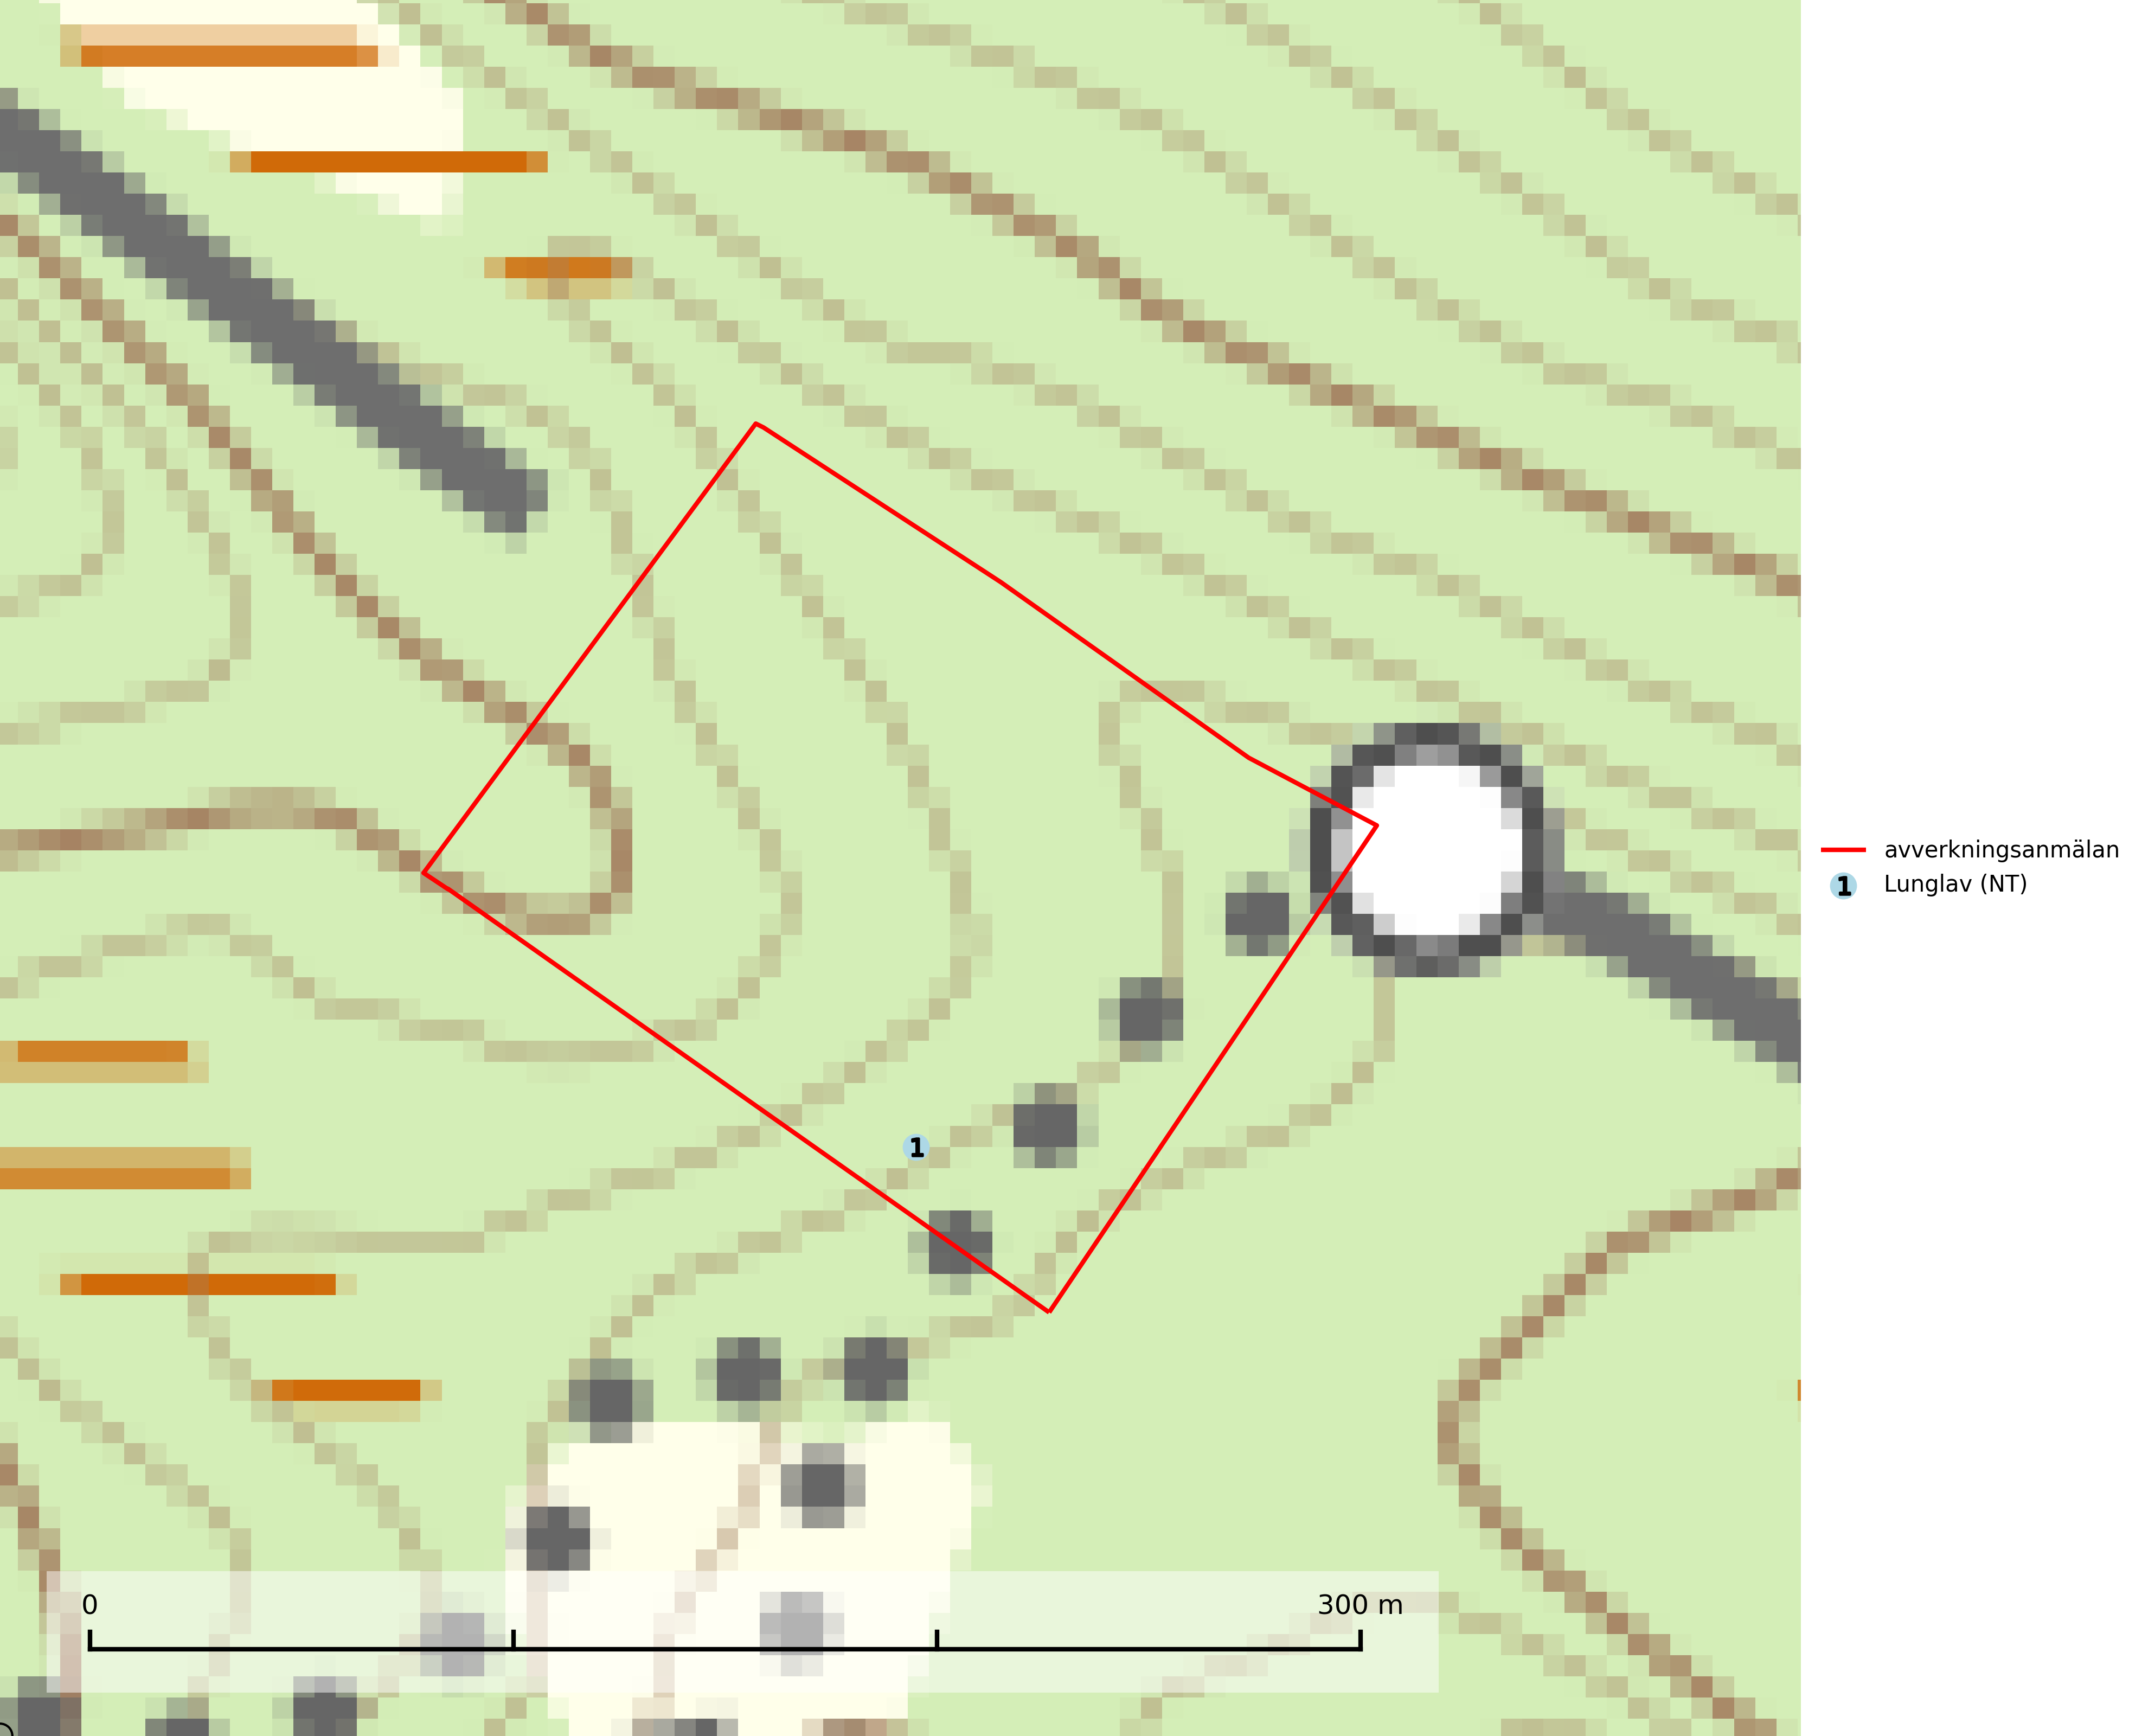 avverkningsanmälan
1 Lunglav (NT)
1
0 300 m